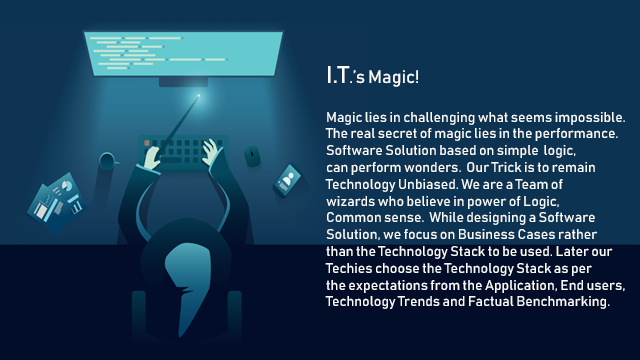 I.T.'s Magic!
Magic lies in challenging what seems impossible.
The real secret of magic lies in the performance.
Software Solution based on simple logic,
can perform wonders. Our Trick is to remain
Technology Unbiased. We are a Team of
wizards who believe in power of Logic,
Common sense. While designing a Software
Solution, we focus on Business Cases rather
than the Technology Stack to be used. Later our
Techies choose the Technology Stack as per
the expectations from the Application, End users,
Technology Trends and Factual Benchmarking.